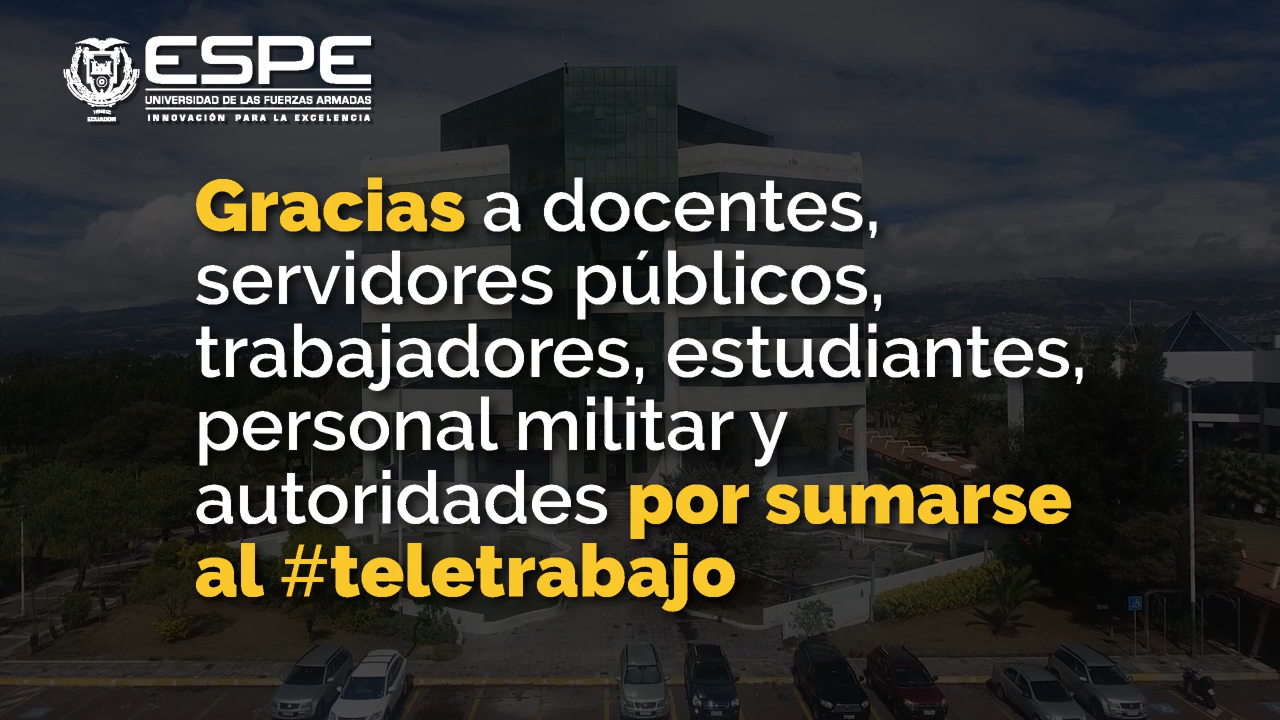 ESPE
UNIVERSIDAD DE LAS FUERZAS ARMADAS
INNOVACIÓN PARA LA EXCELENCIA
ECUADOR
Gracias a docentes,
servidores públicos,
trabajadores, estudiantes,
personal militar y
autoridades por sumarse
al #teletrabajo